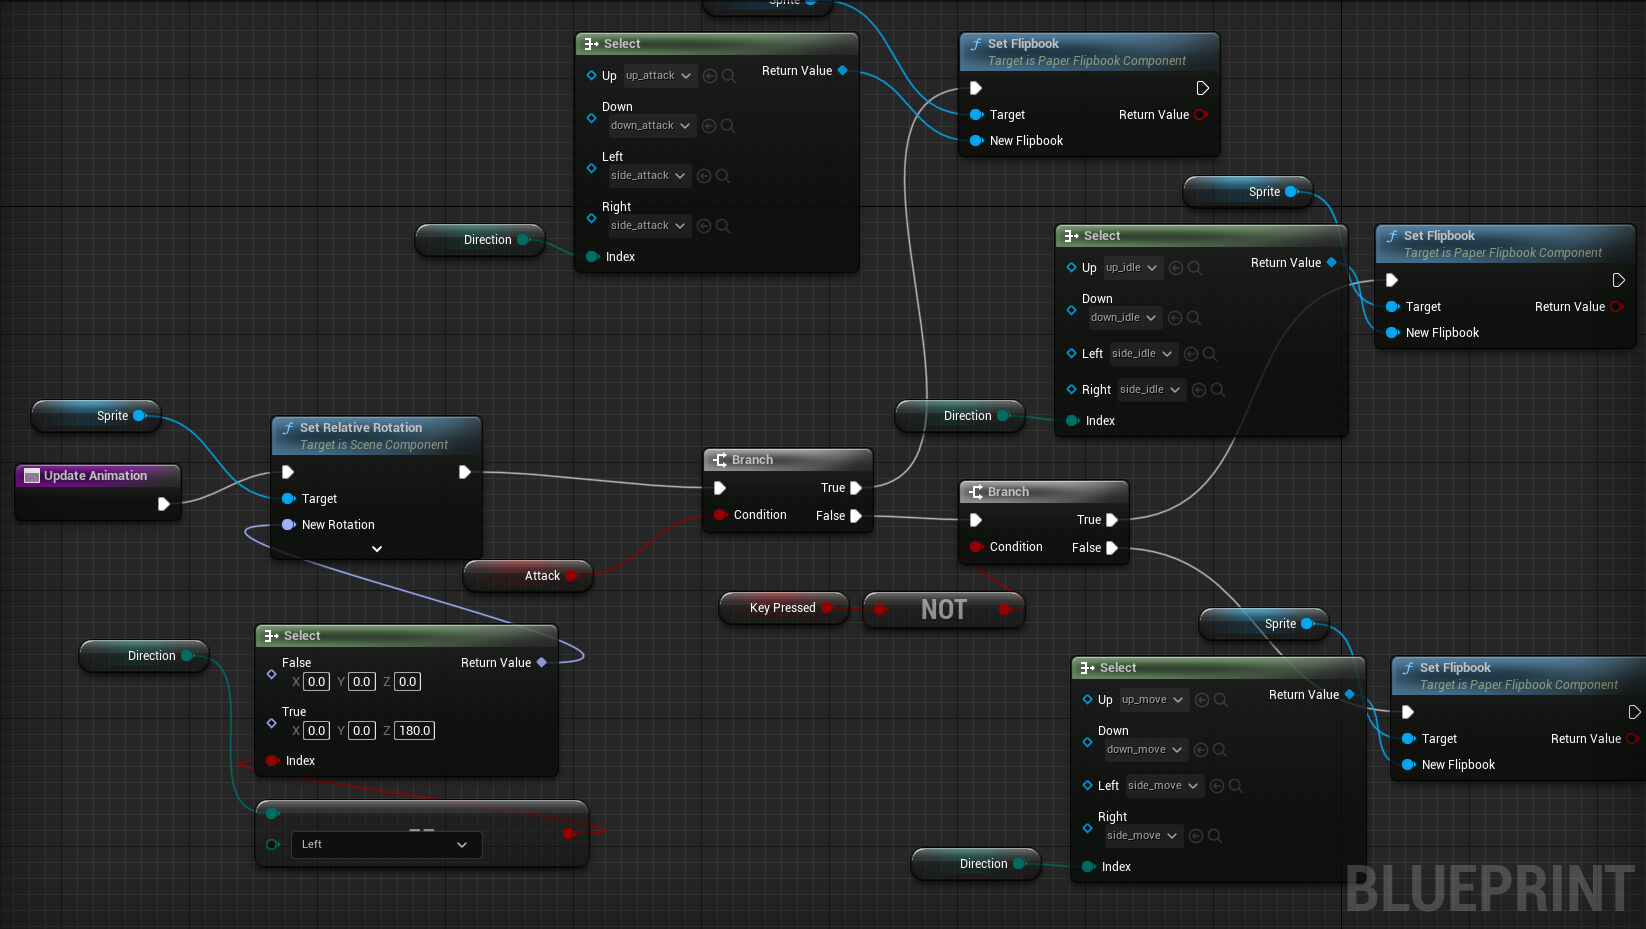 Sprite
Select
Up up_attack
Return Value
Down
down_attack
Left
side_attack
Right
side_attack
Index
Direction
Set Flipbook
Target is Paper Flipbook Component
Target
Return Value
New Flipbook
Sprite
Select
Up up_idle
Return Value
Down
down_idle
Left side_idle
Right side_idle
Index
Direction
Set Flipbook
Target is Paper Flipbook Component
Target
Return Value
New Flipbook
Sprite
Update Animation
Set Relative Rotation
Target is Scene Component
Target
New Rotation
Branch
True
Condition
False
Attack
Branch
True
Condition
False
Key Pressed
NOT
Direction
Select
False
Return Value
X 0.0 Y 0.0 Z 0.0
True
X 0.0 Y 0.0 Z 180.0
Index
==
Left
Sprite
Select
Up up_move
Return Value
Down
down_move
Left side_move
Right
side_move
Index
Direction
Set Flipbook
Target is Paper Flipbook Component
Target
Return Value
New Flipbook
BLUEPRINT